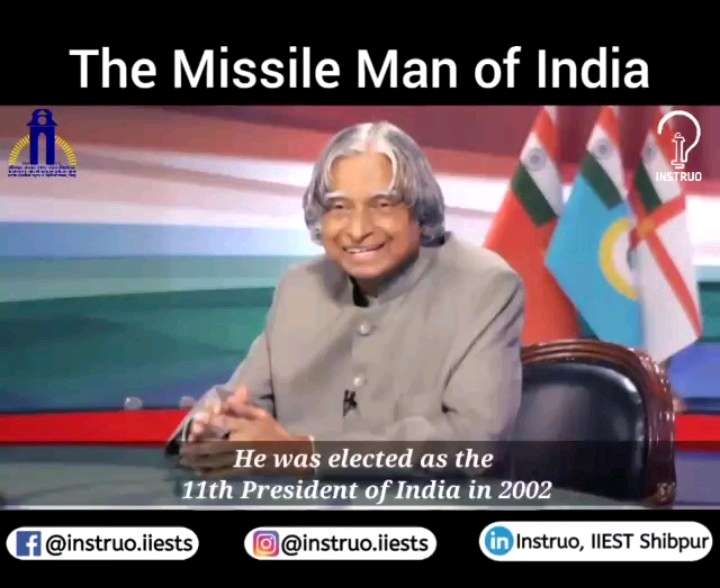 The Missile Man of India
INSTRUO
He was elected as the
11th President of India in 2002
@instruo.iiests
@instruo.iiests
in Instruo, IIEST Shibpur